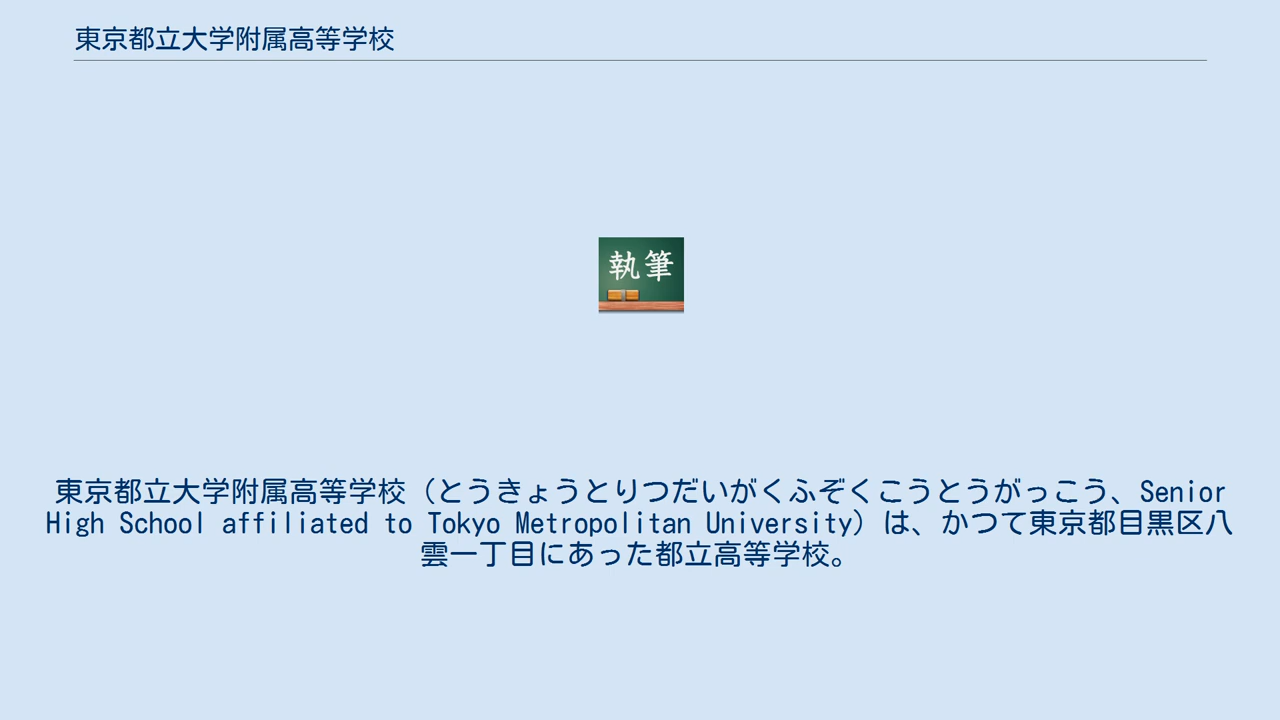 東京都立大学附属高等学校
執筆
東京都立大学附属高等学校（とうきょうとりつだいがくふぞくこうとうがっこう、Senior
High School affiliated to Tokyo Metropolitan University）は、かつて東京都目黒区八
雲一丁目にあった都立高等学校。